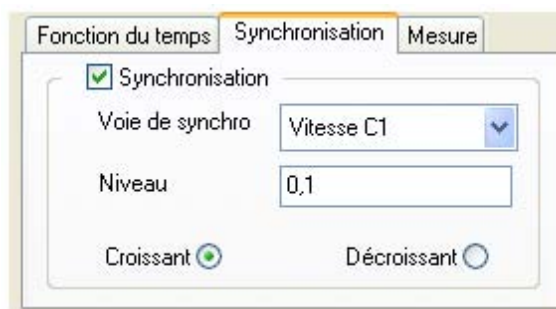 Fonction du temps Synchronisation Mesure
Synchronisation
Voie de synchro Vitesse C1
Niveau 0,1
Croissant Décroissant